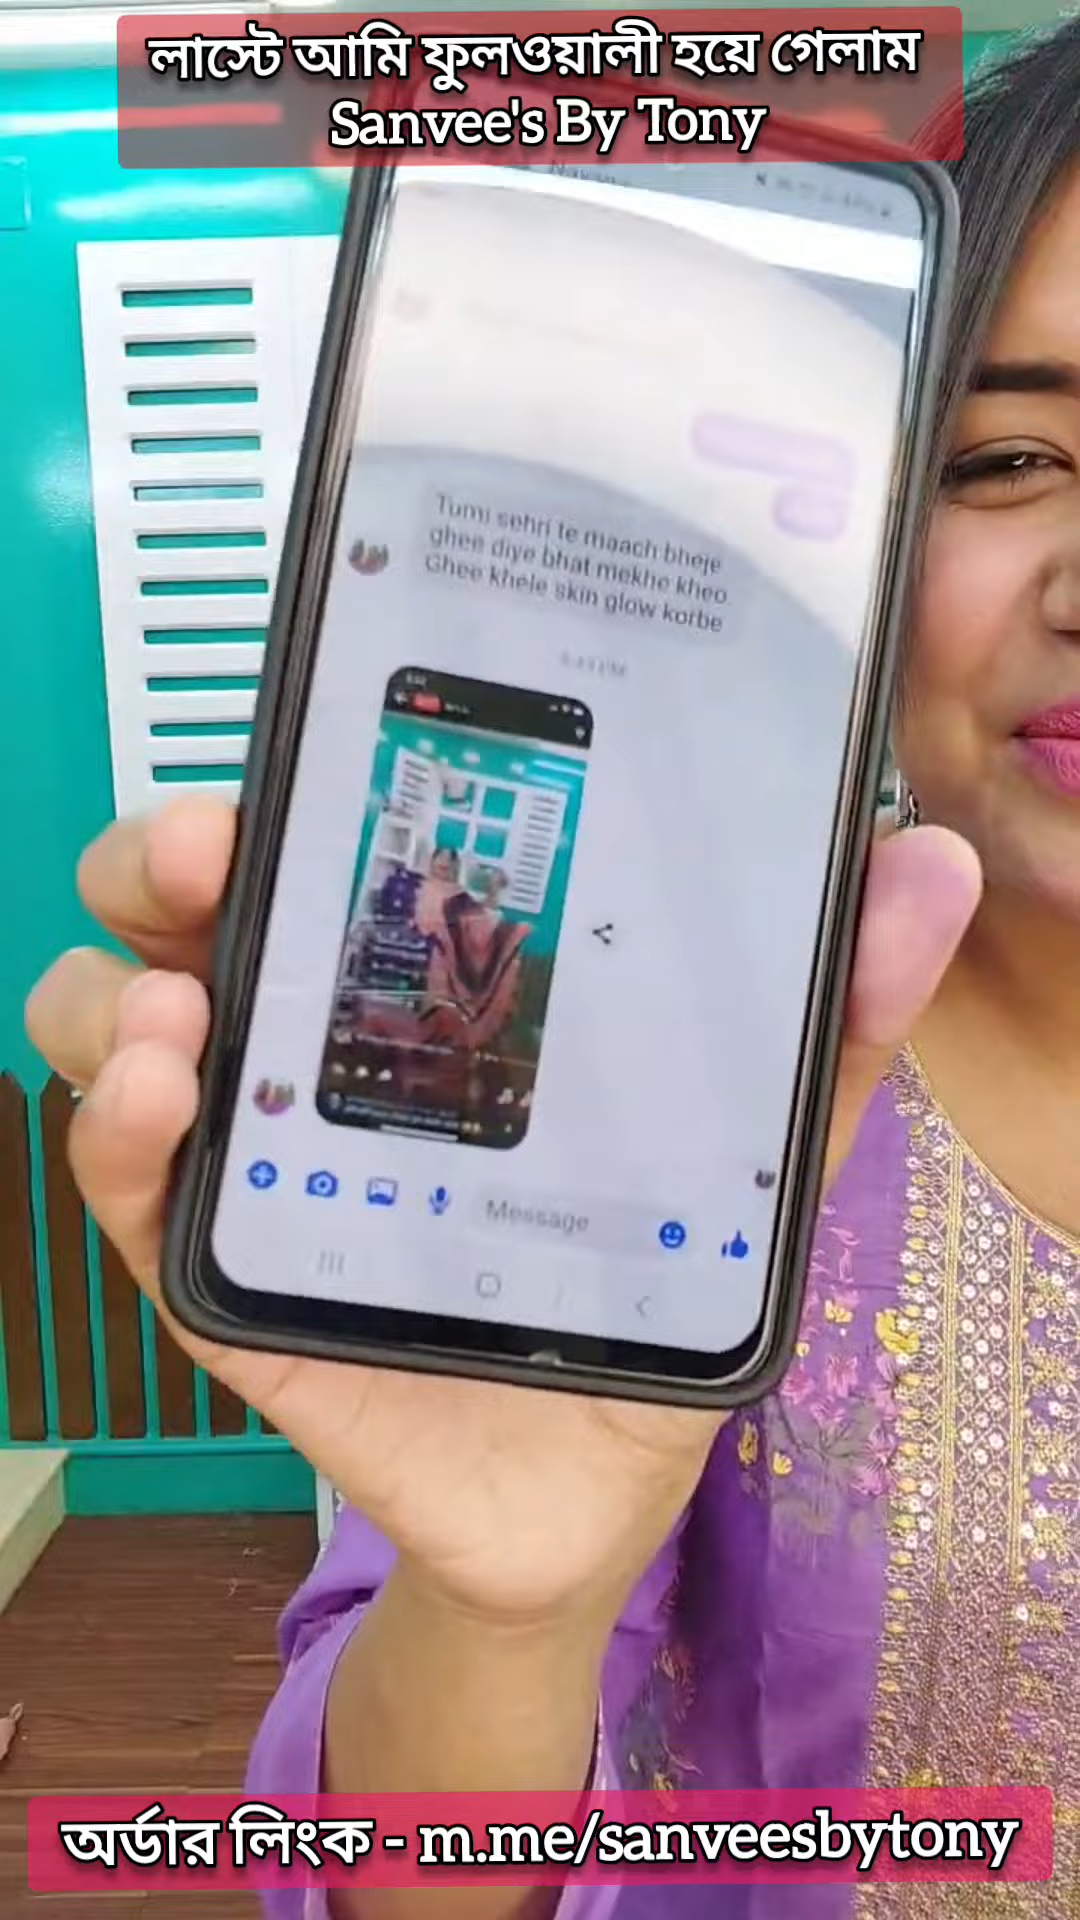 লাস্টে আমি ফুলওয়ালী হয়ে গেলাম
Sanvee's By Tony
Tumi sehri te maach bheje
ghee diye bhat mekhe kheo
Ghee khele skin glow korbe
Message
অর্ডার লিংক - m.me/sanveesbytony